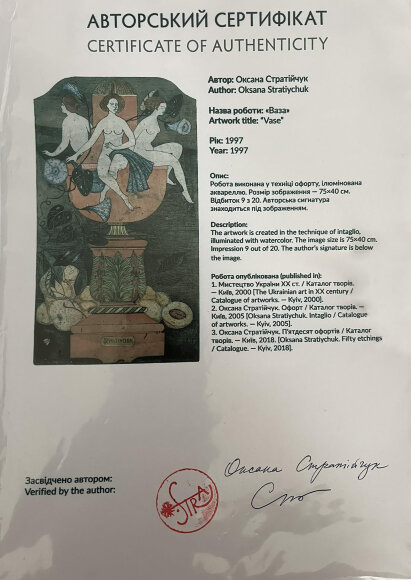 АВТОРСЬКИЙ СЕРТИФІКАТ
CERTIFICATE OF AUTHENTICITY
Автор: Оксана Стратійчук
Author: Oksana Stratiychuk
Назва роботи: «Ваза»
Artwork title: "Vase"
Рік: 1997
Year: 1997
Опис:
Робота виконана у техніці офорту, ілюмінована
аквареллю. Розмір зображення — 75×40 см.
Відбиток 9 з 20. Авторська сигнатура
знаходиться під зображенням.
Description:
The artwork is created in the technique of intaglio,
illuminated with watercolor. The image size is 75×40 cm.
Impression 9 out of 20. The author's signature is below
the image.
Робота опублікована (published in):
1. Мистецтво України ХХ ст. / Каталог творів.
— Київ, 2000 [The Ukrainian art in XX century /
Catalogue of artworks. — Kyiv, 2000].
2. Оксана Стратійчук. Офорт / Каталог творів. —
Київ, 2005 [Oksana Stratiychuk. Intaglio / Catalogue
of artworks. — Kyiv, 2005].
3. Оксана Стратійчук. П'ятдесят офортів / Каталог
творів. — Київ, 2018. [Oksana Stratiychuk. Fifty etchings
/ Catalogue. — Kyiv, 2018].
Засвідчено автором:
Verified by the author:
STRA
Оксана Стратійчук